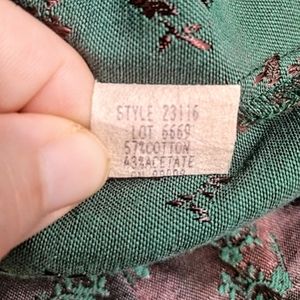 STYLE 23116
LOT 6669
57%COTTON
43%ACETATE